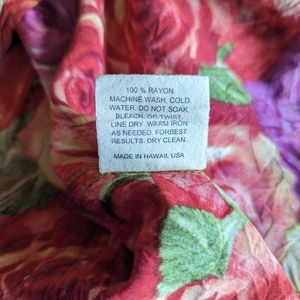 100 % RAYON
MACHINE WASH, COLD
WATER. DO NOT SOAK,
BLEACH, OR TWIST.
LINE DRY. WARM IRON
AS NEEDED. FORBEST
RESULTS. DRY CLEAN.
MADE IN HAWAII, USA